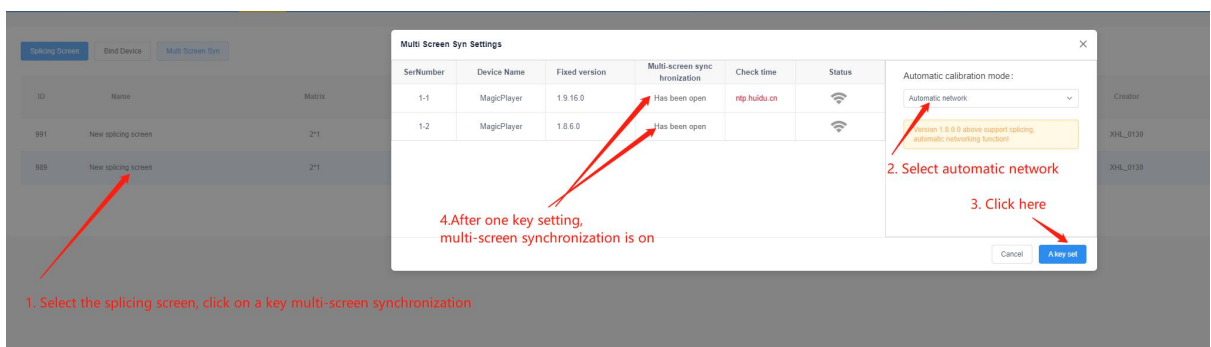 Splicing Screen Bind Device Multi Screen Syn
Multi Screen Syn Settings
SerNumber Device Name Fixed version Multi-screen sync Check time Status
hronization
Automatic calibration mode:
ID Name Matrix Creator
1-1 MagicPlayer 1.9.16.0 Has been open ntp.huidu.cn
Automatic network
1-2 MagicPlayer 1.8.6.0 Has been open
Version 1.8.0.0 above support splicing,
automatic networking function!
991 New splicing screen 2*1 XHL_0130
989 New splicing screen 2*1 XHL_0130
2. Select automatic network
3. Click here
4.After one key setting,
multi-screen synchronization is on
Cancel A key set
1. Select the splicing screen, click on a key multi-screen synchronization